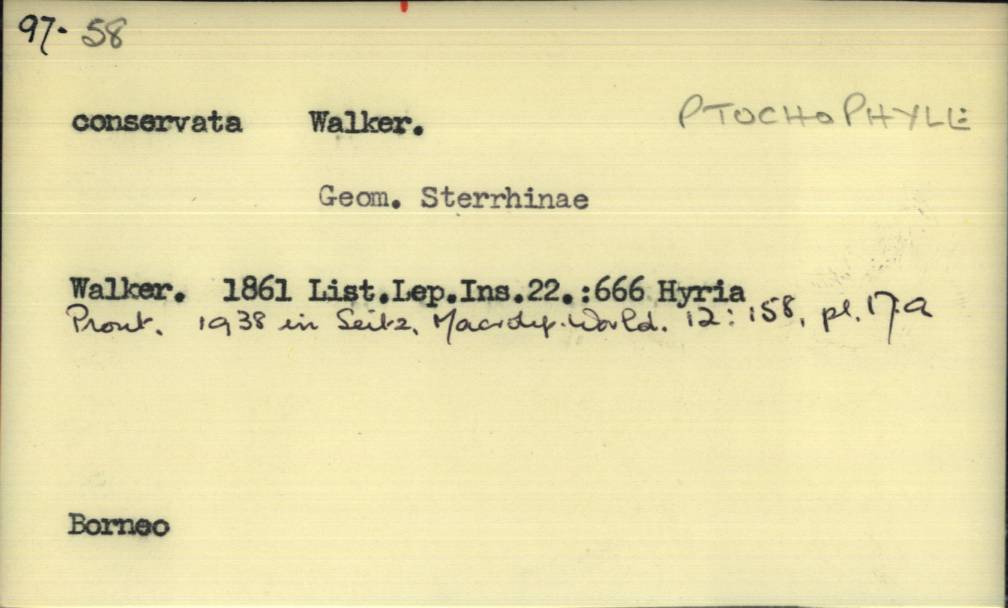 97. 58
conservata Walker. PTOCHOPHYLE
Geom. Sterrhinae
Walker. 1861 List.Lep.Ins.22.:666 Hyria
Prout. 1938 in Seitz, Macrolep. World. 12:158, pl. 17.a
Borneo